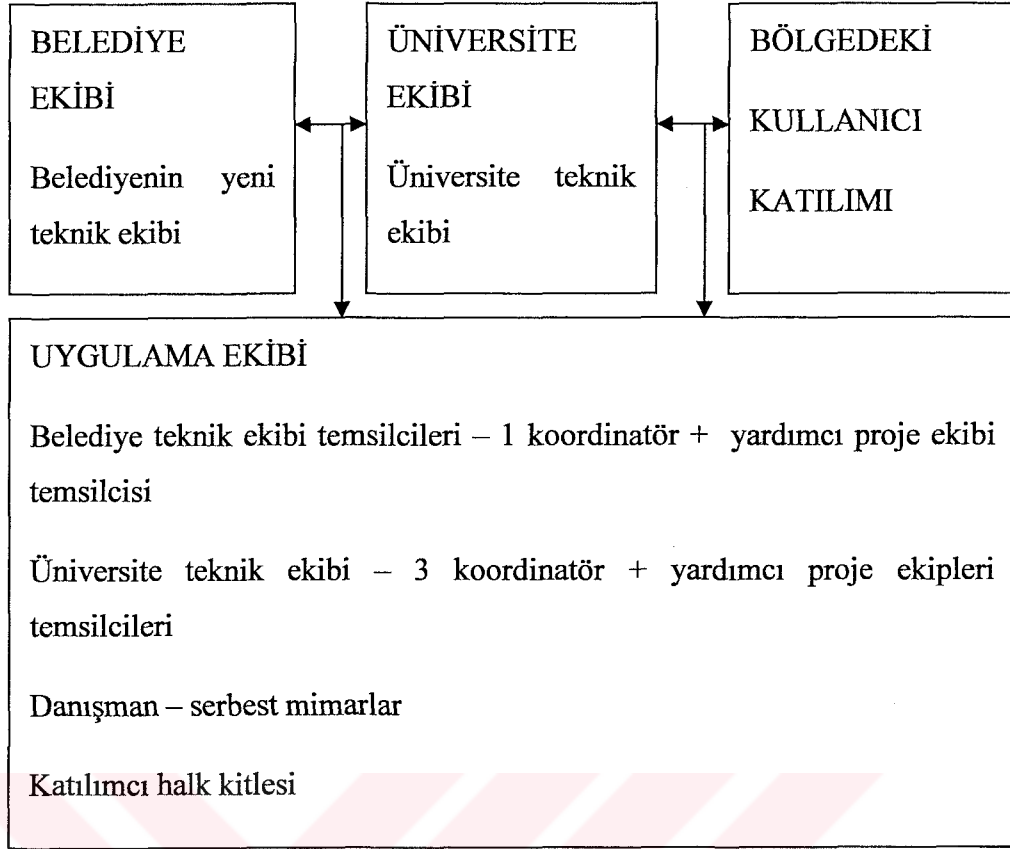 BELEDİYE
EKİBİ
Belediyenin yeni
teknik ekibi
ÜNİVERSİTE
EKİBİ
Üniversite teknik
ekibi
BÖLGEDEKİ
KULLANICI
KATILIMI
UYGULAMA EKİBİ
Belediye teknik ekibi temsilcileri – 1 koordinatör + yardımcı proje ekibi
temsilcisi
Üniversite teknik ekibi – 3 koordinatör + yardımcı proje ekipleri
temsilcileri
Danışman – serbest mimarlar
Katılımcı halk kitlesi